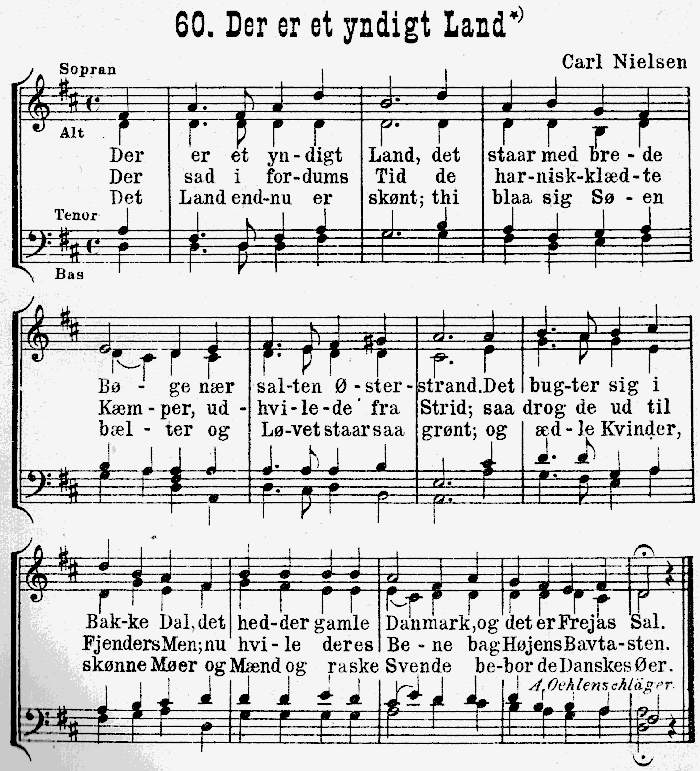 60. Der er et yndigt Land*)
Carl Nielsen
Sopran
Alt
Der er et yn-digt Land, det staar med bre-de
Der sad i for-dums Tid de har-nisk-klæd-te
Det Land end-nu er skønt; thi blaa sig Sø-en
Tenor
Bas
Bø-ge nær sal-ten Ø-ster-strand. Det bug-ter sig i
Kæm-per, ud-hvi-le-de fra Strid; saa drog de ud til
bæl-ter og Lø-vet staar saa grønt; og æd-le Kvinder,
Bak-ke Dal, det hed-der gamle Danmark, og det er Frejas Sal.
Fjenders Men; nu hvi-le deres Be-ne bag Højens Bavta-sten.
skønne Møer og Mænd og raske Svende be-bor de Danskes Øer.
A. Oehlenschläger.